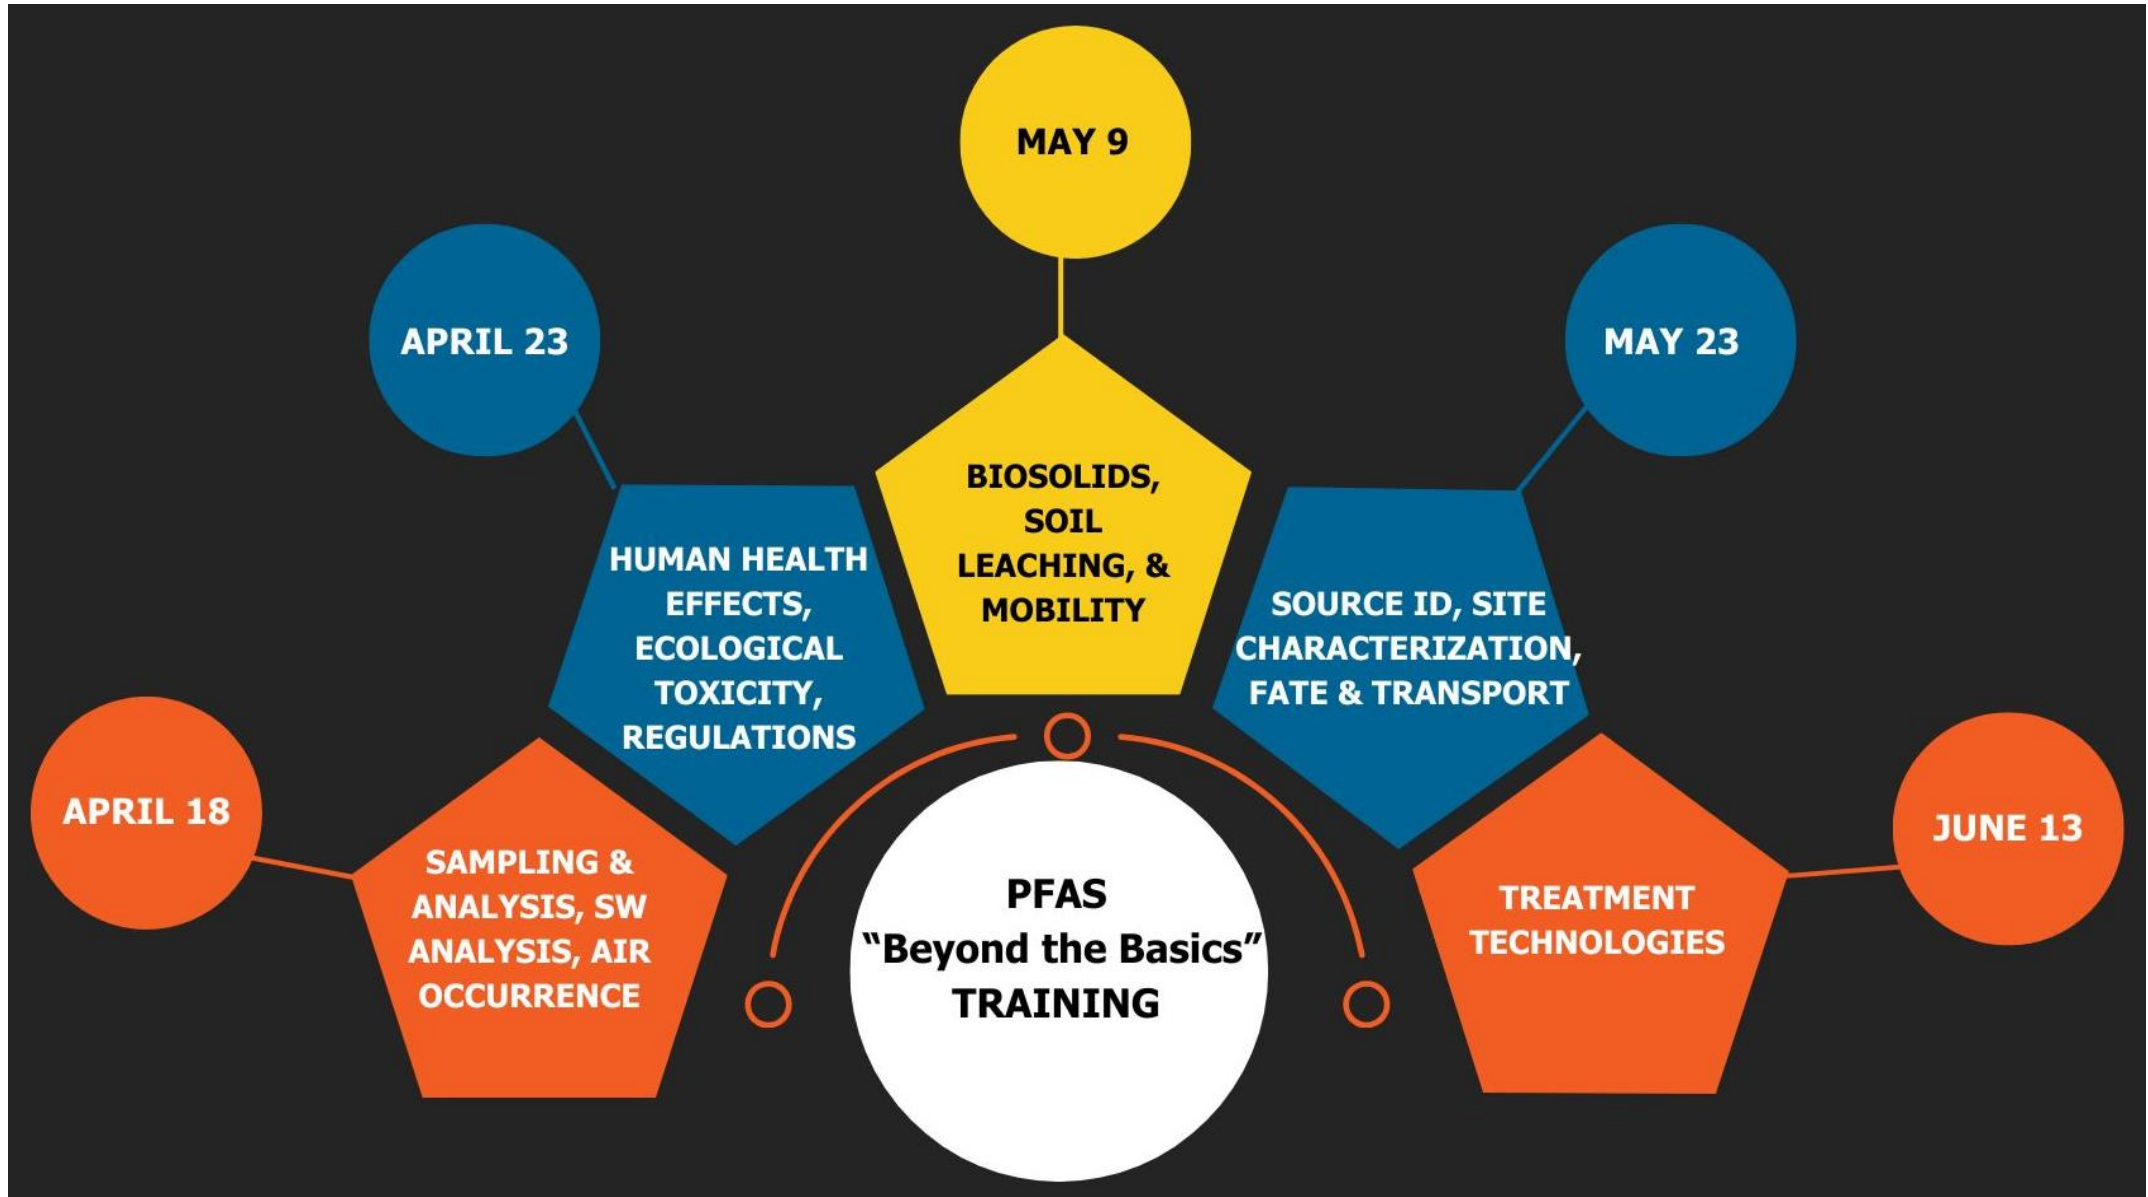 MAY 9
APRIL 23
MAY 23
BIOSOLIDS,
SOIL
LEACHING, &
MOBILITY
HUMAN HEALTH
EFFECTS,
ECOLOGICAL
TOXICITY,
REGULATIONS
SOURCE ID, SITE
CHARACTERIZATION,
FATE & TRANSPORT
APRIL 18
SAMPLING &
ANALYSIS, SW
ANALYSIS, AIR
OCCURRENCE
PFAS
“Beyond the Basics”
TRAINING
TREATMENT
TECHNOLOGIES
JUNE 13